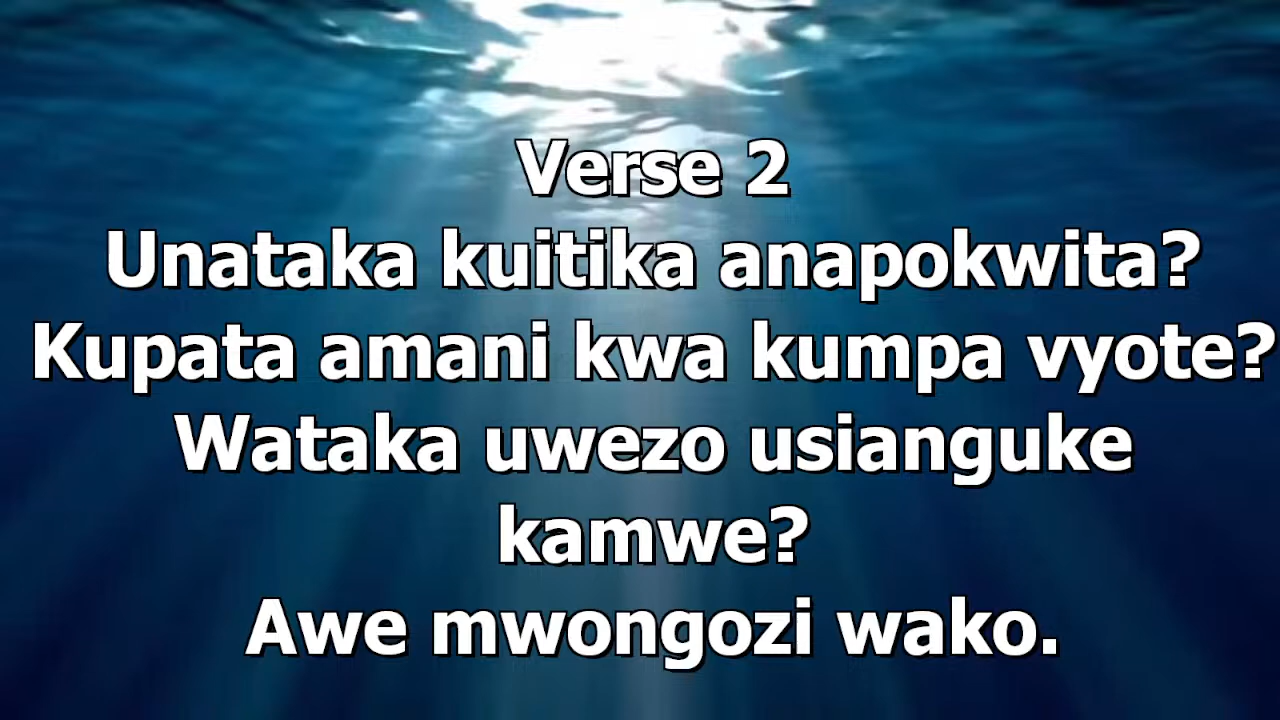 Verse 2
Unataka kuitika anapokwita?
Kupata amani kwa kumpa vyote?
Wataka uwezo usianguke
kamwe?
Awe mwongozi wako.